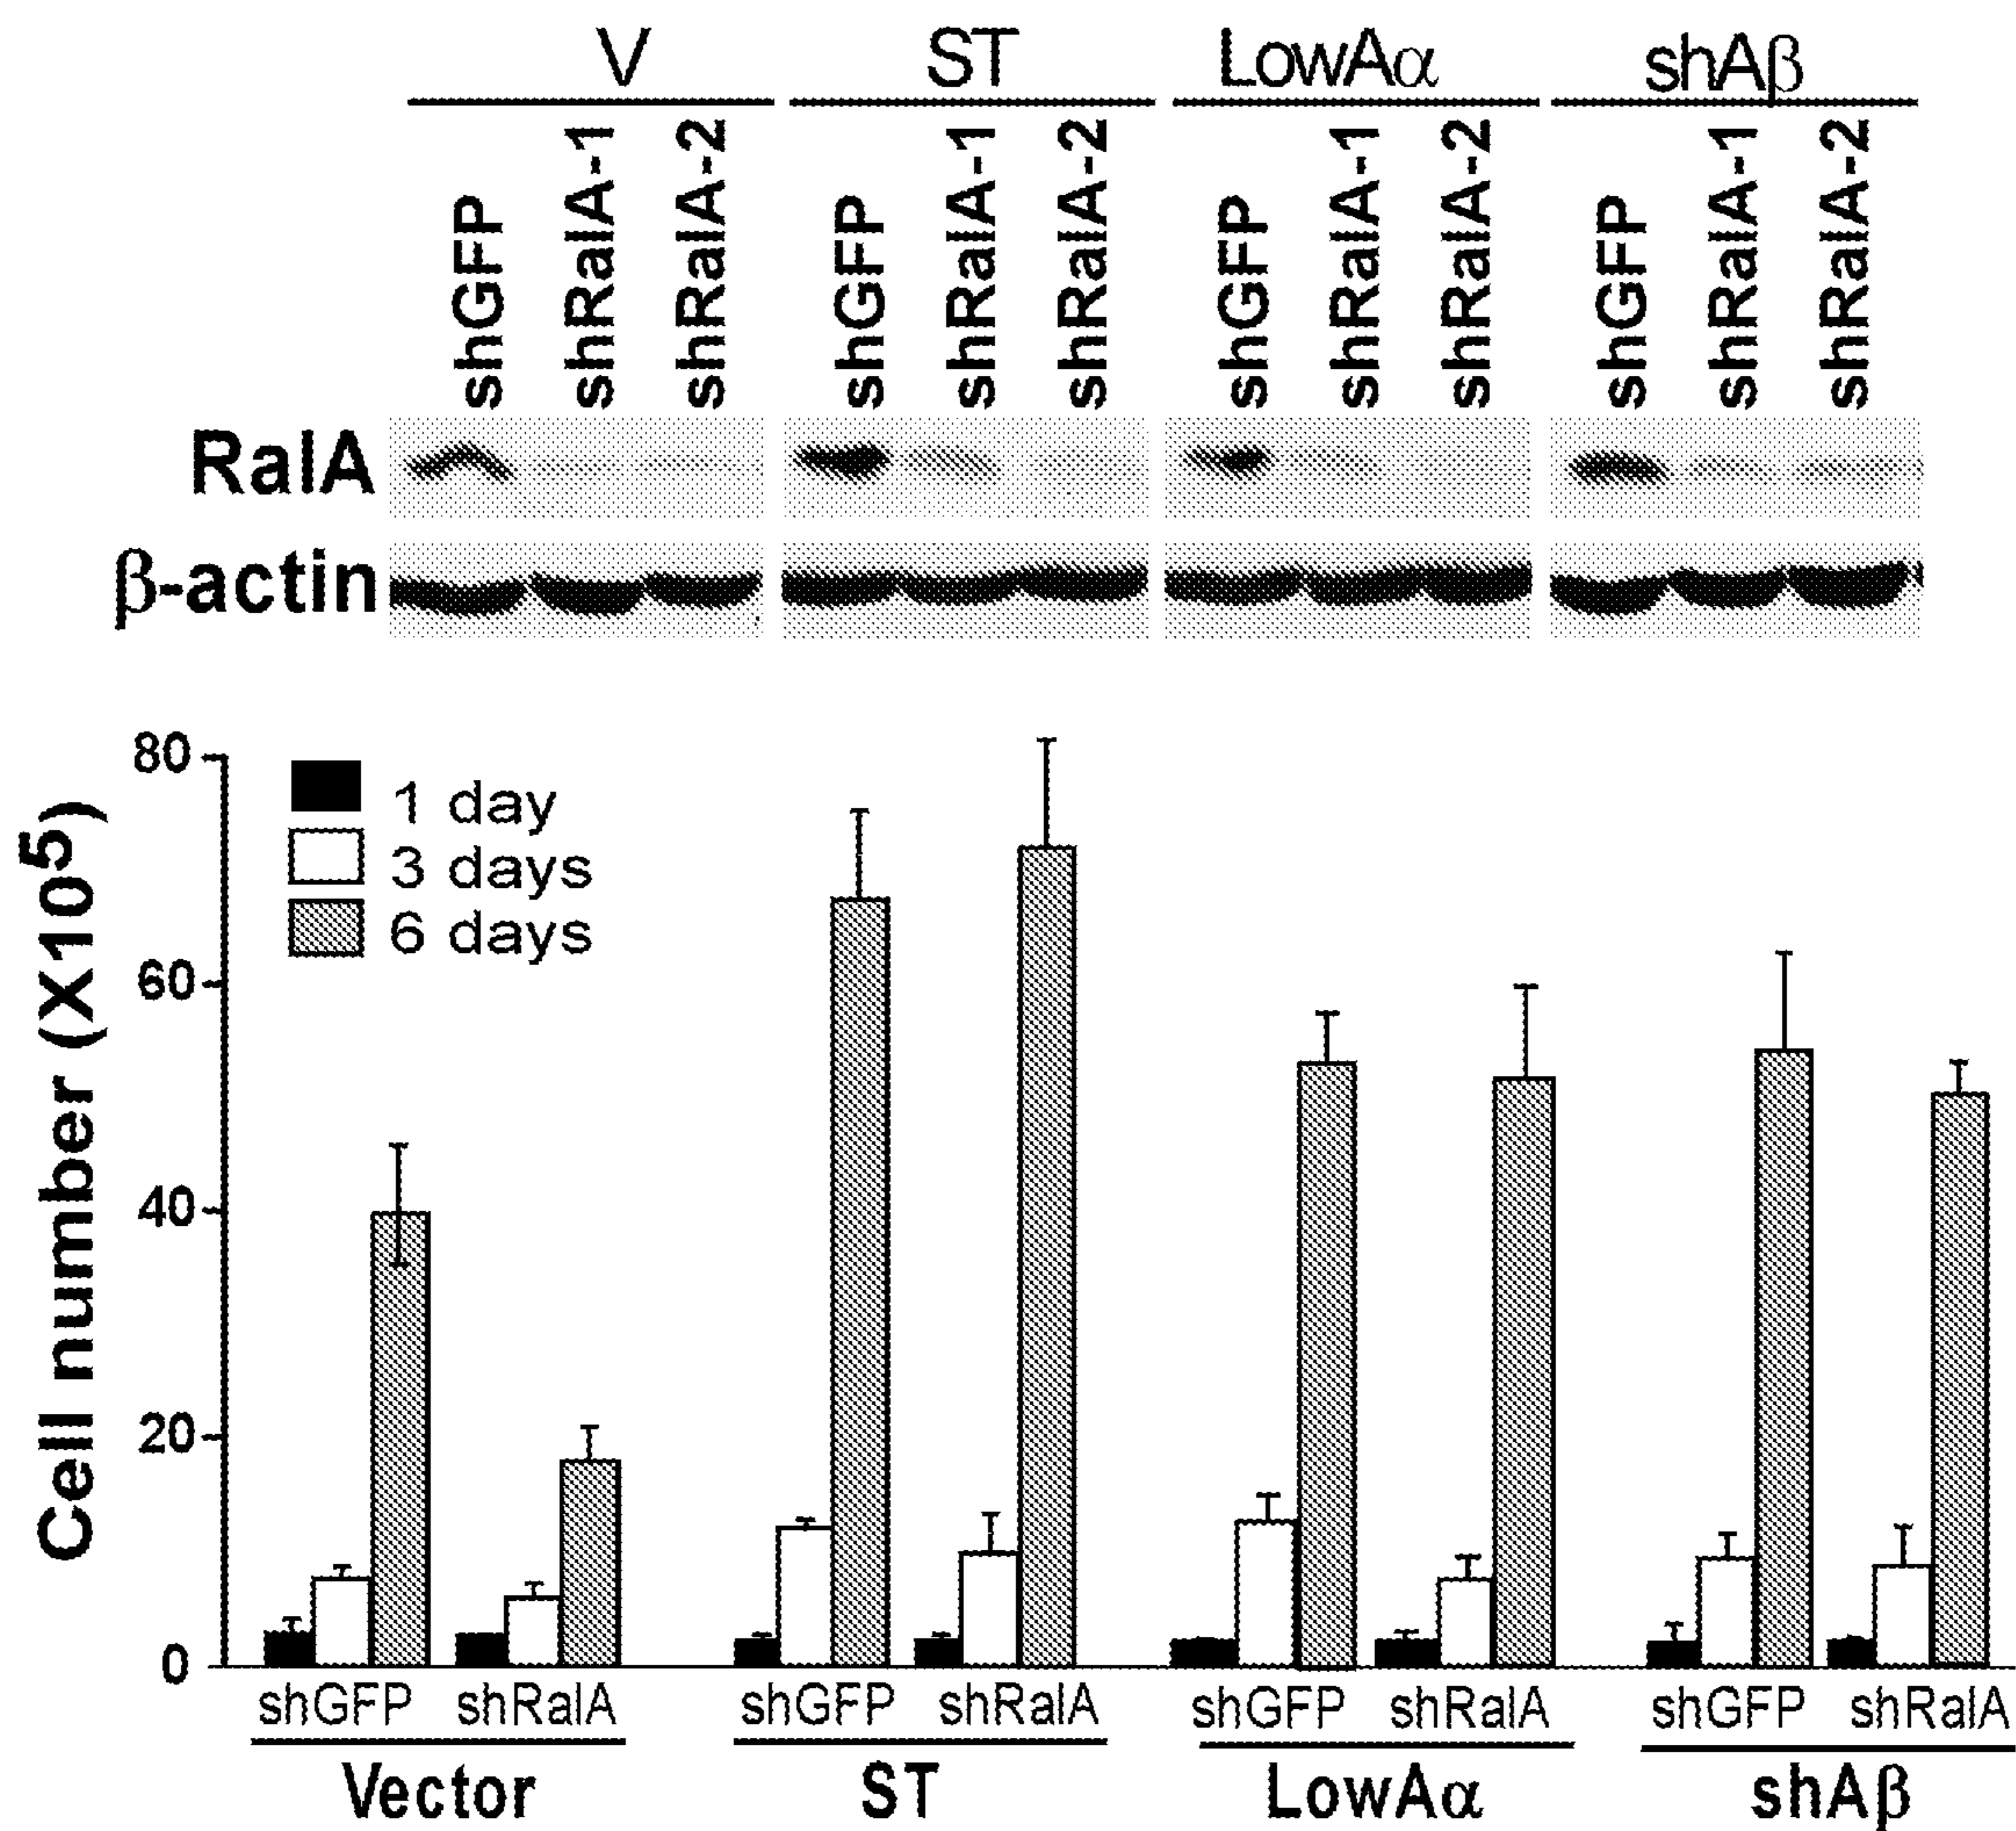 V ST LowAα shAβ
shGFP shRalA-1 shRalA-2 shGFP shRalA-1 shRalA-2 shGFP shRalA-1 shRalA-2 shGFP shRalA-1 shRalA-2
RalA
β-actin
Cell number (X10⁵)
80
60
40
20
0
1 day
3 days
6 days
shGFP shRalA shGFP shRalA shGFP shRalA shGFP shRalA
Vector ST LowAα shAβ